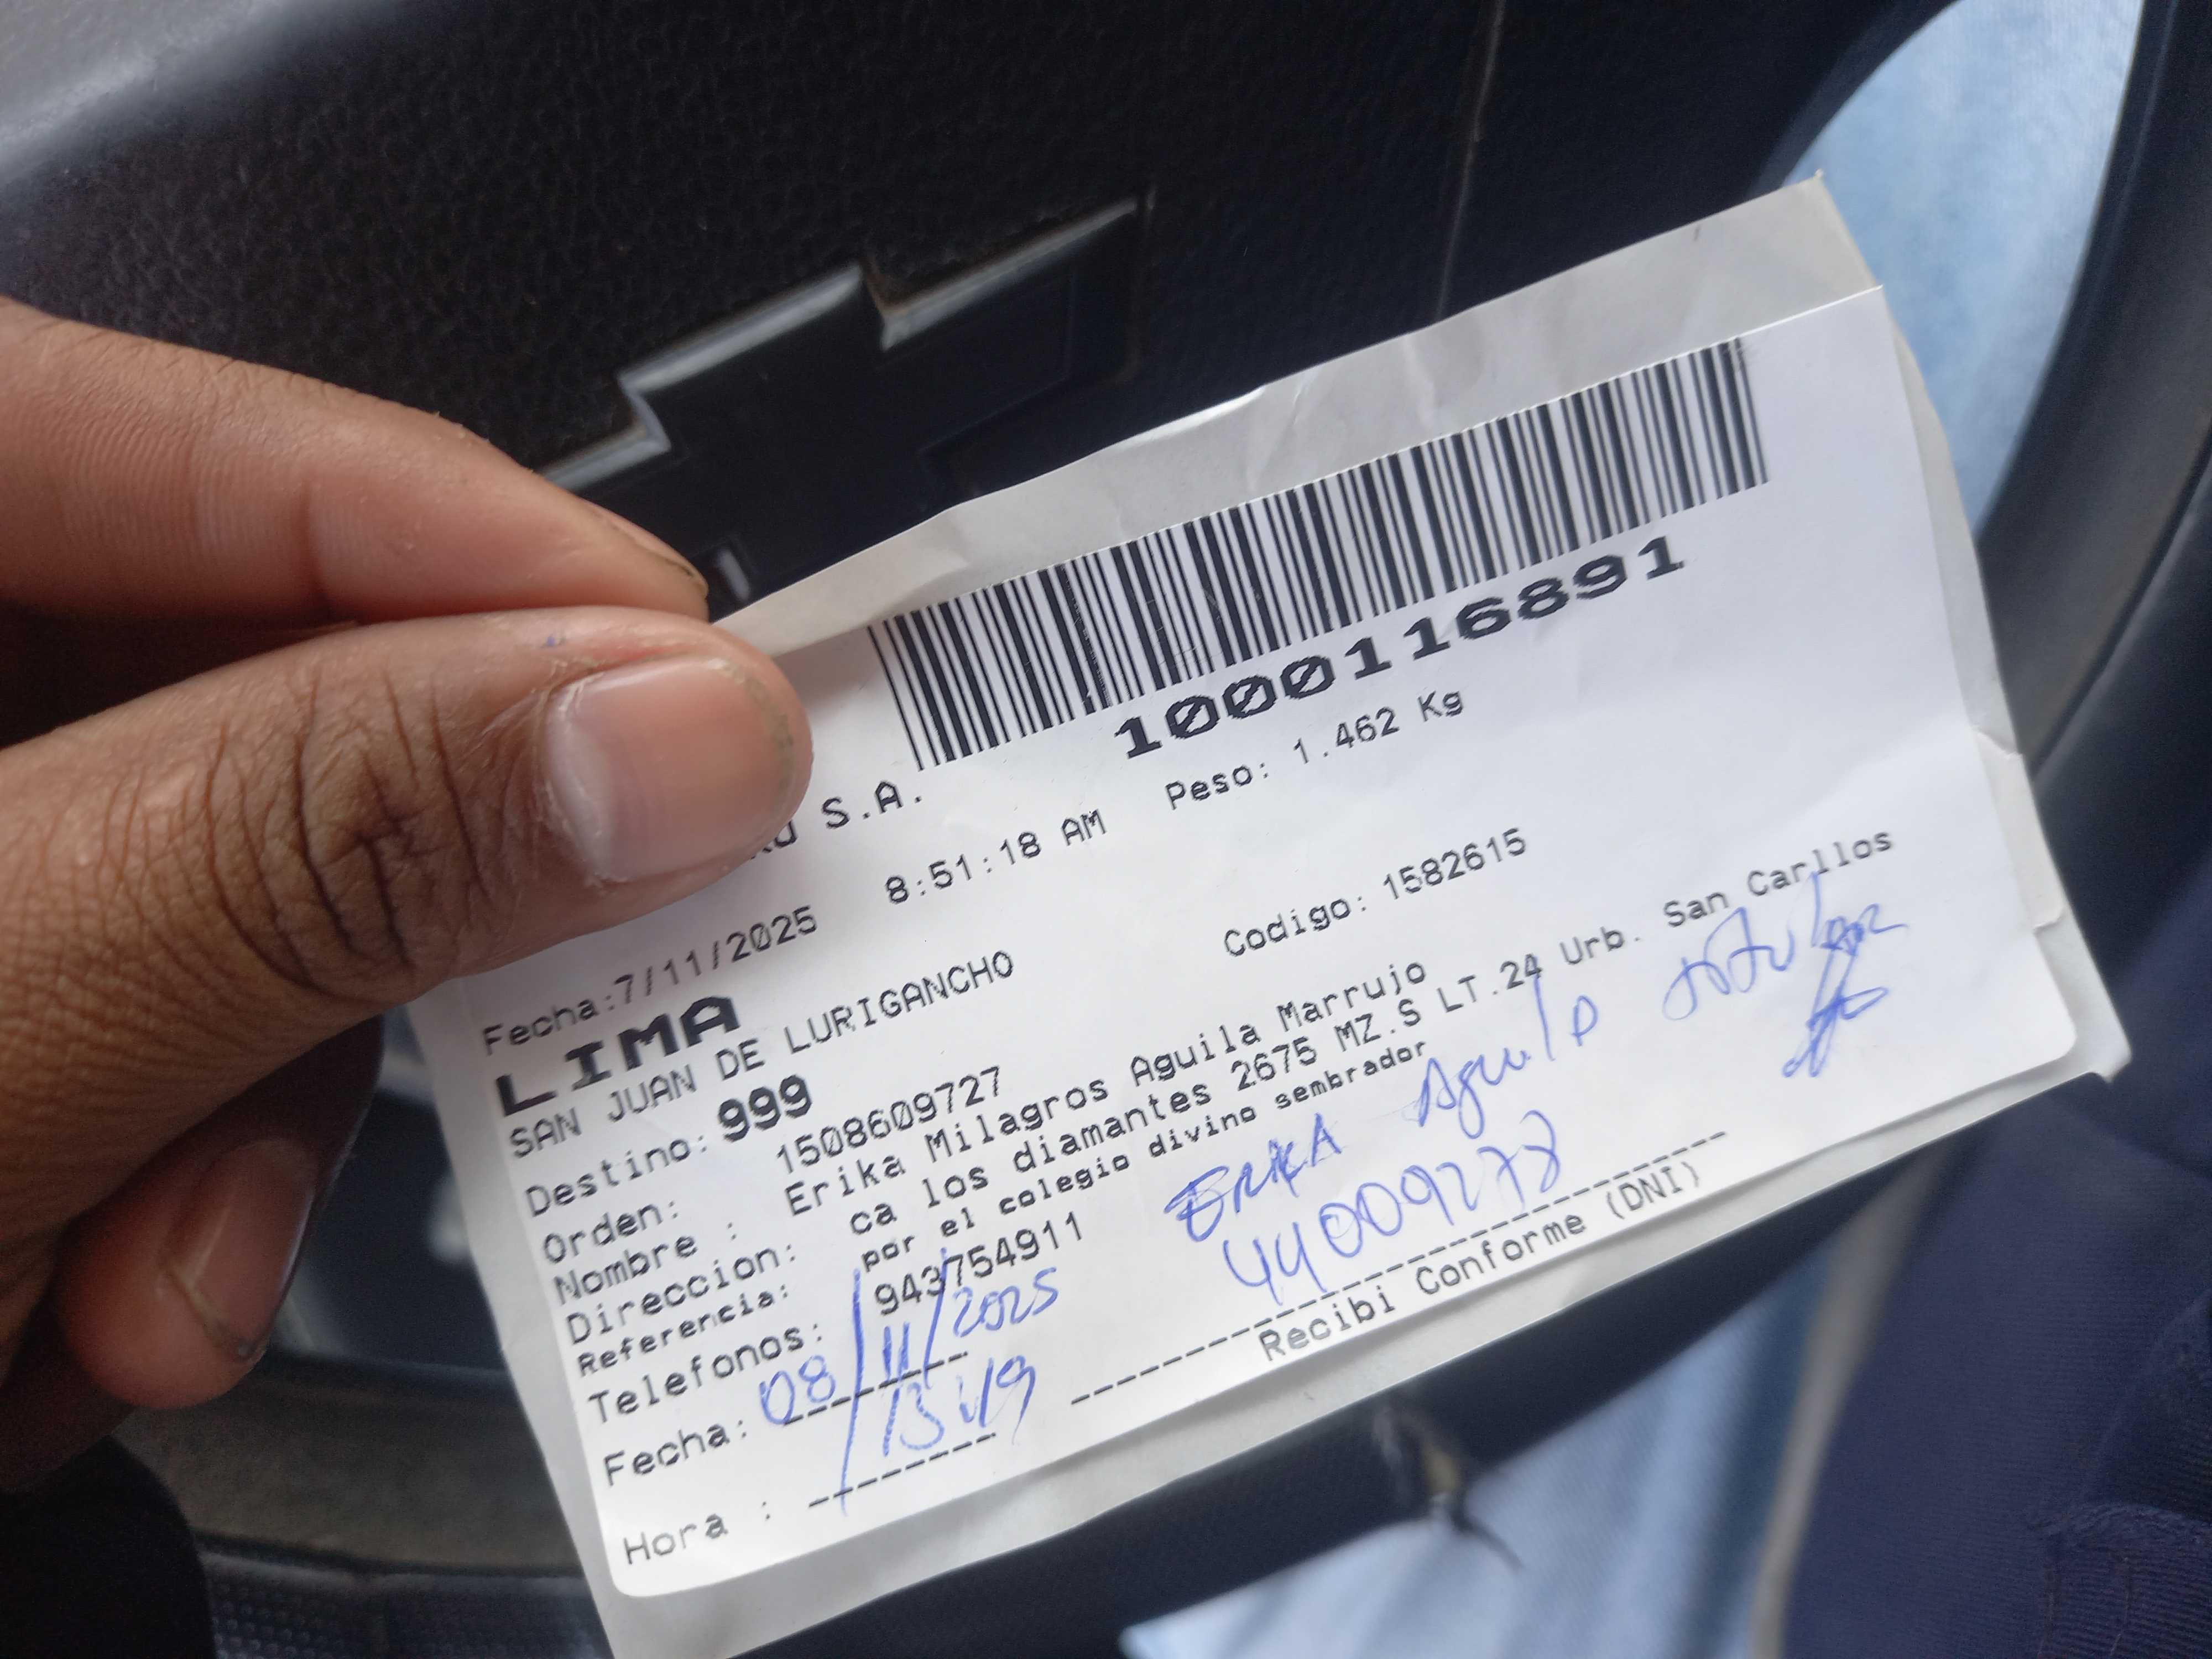 1000116891
S.A.
8:51:18 AM Peso: 1.462 Kg
Fecha:7/11/2025
LIMA
SAN JUAN DE LURIGANCHO
Codigo: 1582615
Destino: 999
Orden: 1508609727
Nombre : Erika Milagros Aguila Marrujo
Direccion: ca los diamantes 2675 MZ.S LT.24 Urb. San Carllos
Referencia: por el colegio divino sembrador
Telefonos: 943754911
ERIKA Aguila titular
44009278
Fecha: 08/11/2025
Hora : 13:49
Recibi Conforme (DNI)